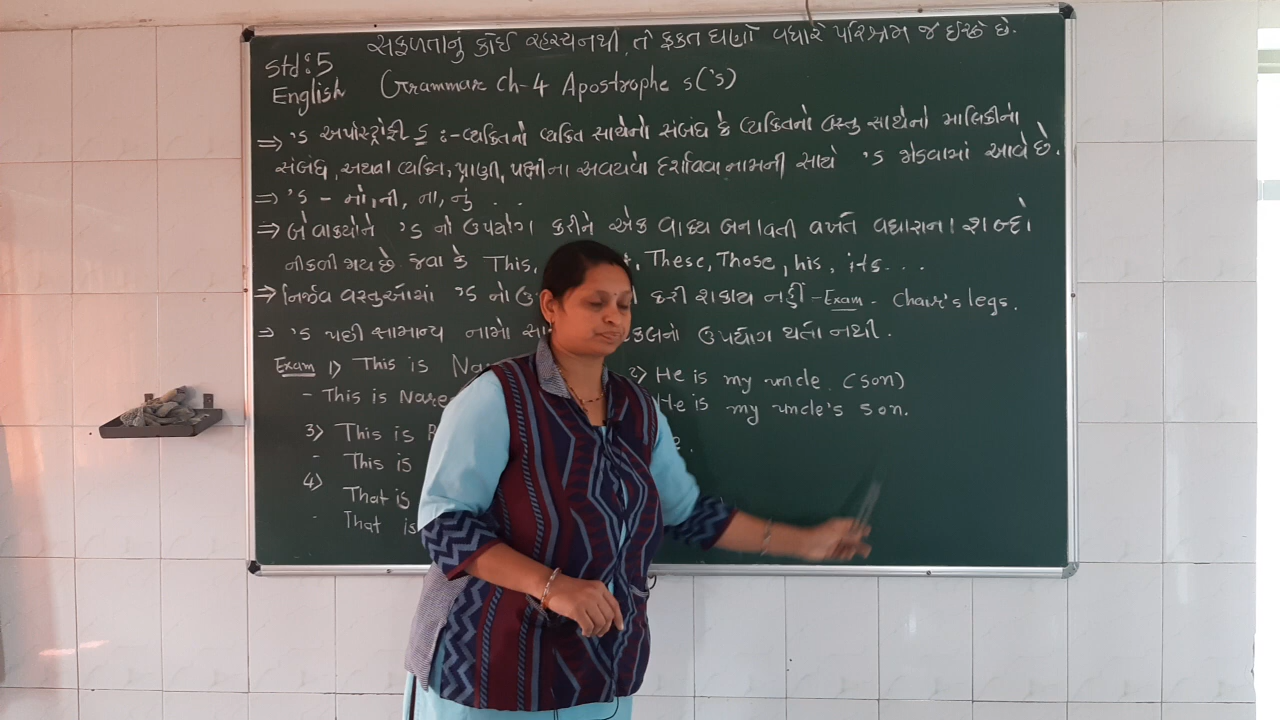 સફળતાનું કોઈ રહસ્ય નથી, તે ફક્ત ઘણો વધારે પરિશ્રમ જ ઈચ્છે છે.
Std:5
English
Grammar Ch-4 Apostrophe s('s)
⇒ 's અપોસ્ટ્રોફી s :- વ્યક્તિનો વ્યક્તિ સાથેનો સંબંધ કે વ્યક્તિનો વસ્તુ સાથેનો માલિકીનો
સંબંધ, અથવા વ્યક્તિ, પ્રાણી, પક્ષીના અવયવો દર્શાવવા નામની સાથે 's જોડવામાં આવે છે.
⇒ 's - નો, ની, ના, નું ...
⇒ બે વાક્યોને 's નો ઉપયોગ કરીને એક વાક્ય બનાવતી વખતે વધારાના શબ્દો
નીકળી જાય છે. જેવા કે This, These, Those, his, its...
⇒ નિર્જીવ વસ્તુઓમાં 's નો કરી શકાય નહીં - Exam - Chair's legs.
⇒ 's પછી સામાન્ય નામો ઉપયોગ થતો નથી.
Exam 1) This is
- This is
2) He is my uncle. (son)
He is my uncle's son.
3) This is
- This is
4) That is
- That is